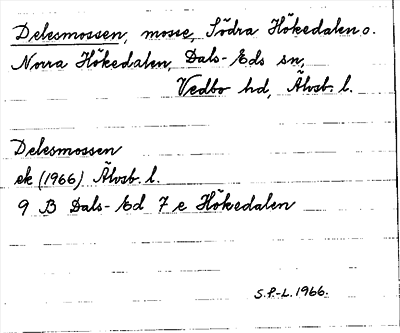 Delesmossen, mosse, Södra Hökedalen o.
Norra Hökedalen, Dals-Eds sn,
Vedbo hd, Älvsb. l.
Delesmossen
ek (1966) Älvsb. l.
9 B Dals-Ed 7 e Hökedalen
S.P.-L. 1966.